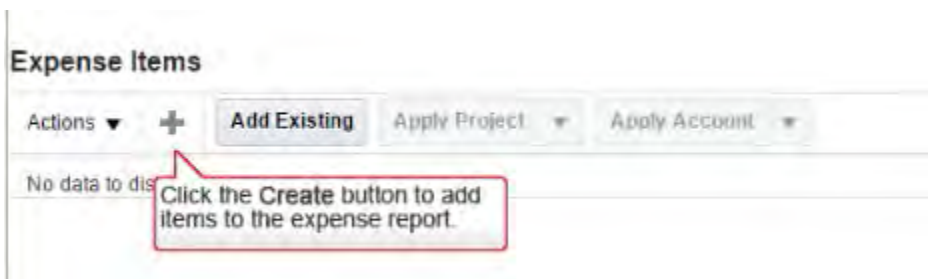 Expense Items
Actions Add Existing Apply Project Apply Account
No data to dis
Click the Create button to add
items to the expense report.